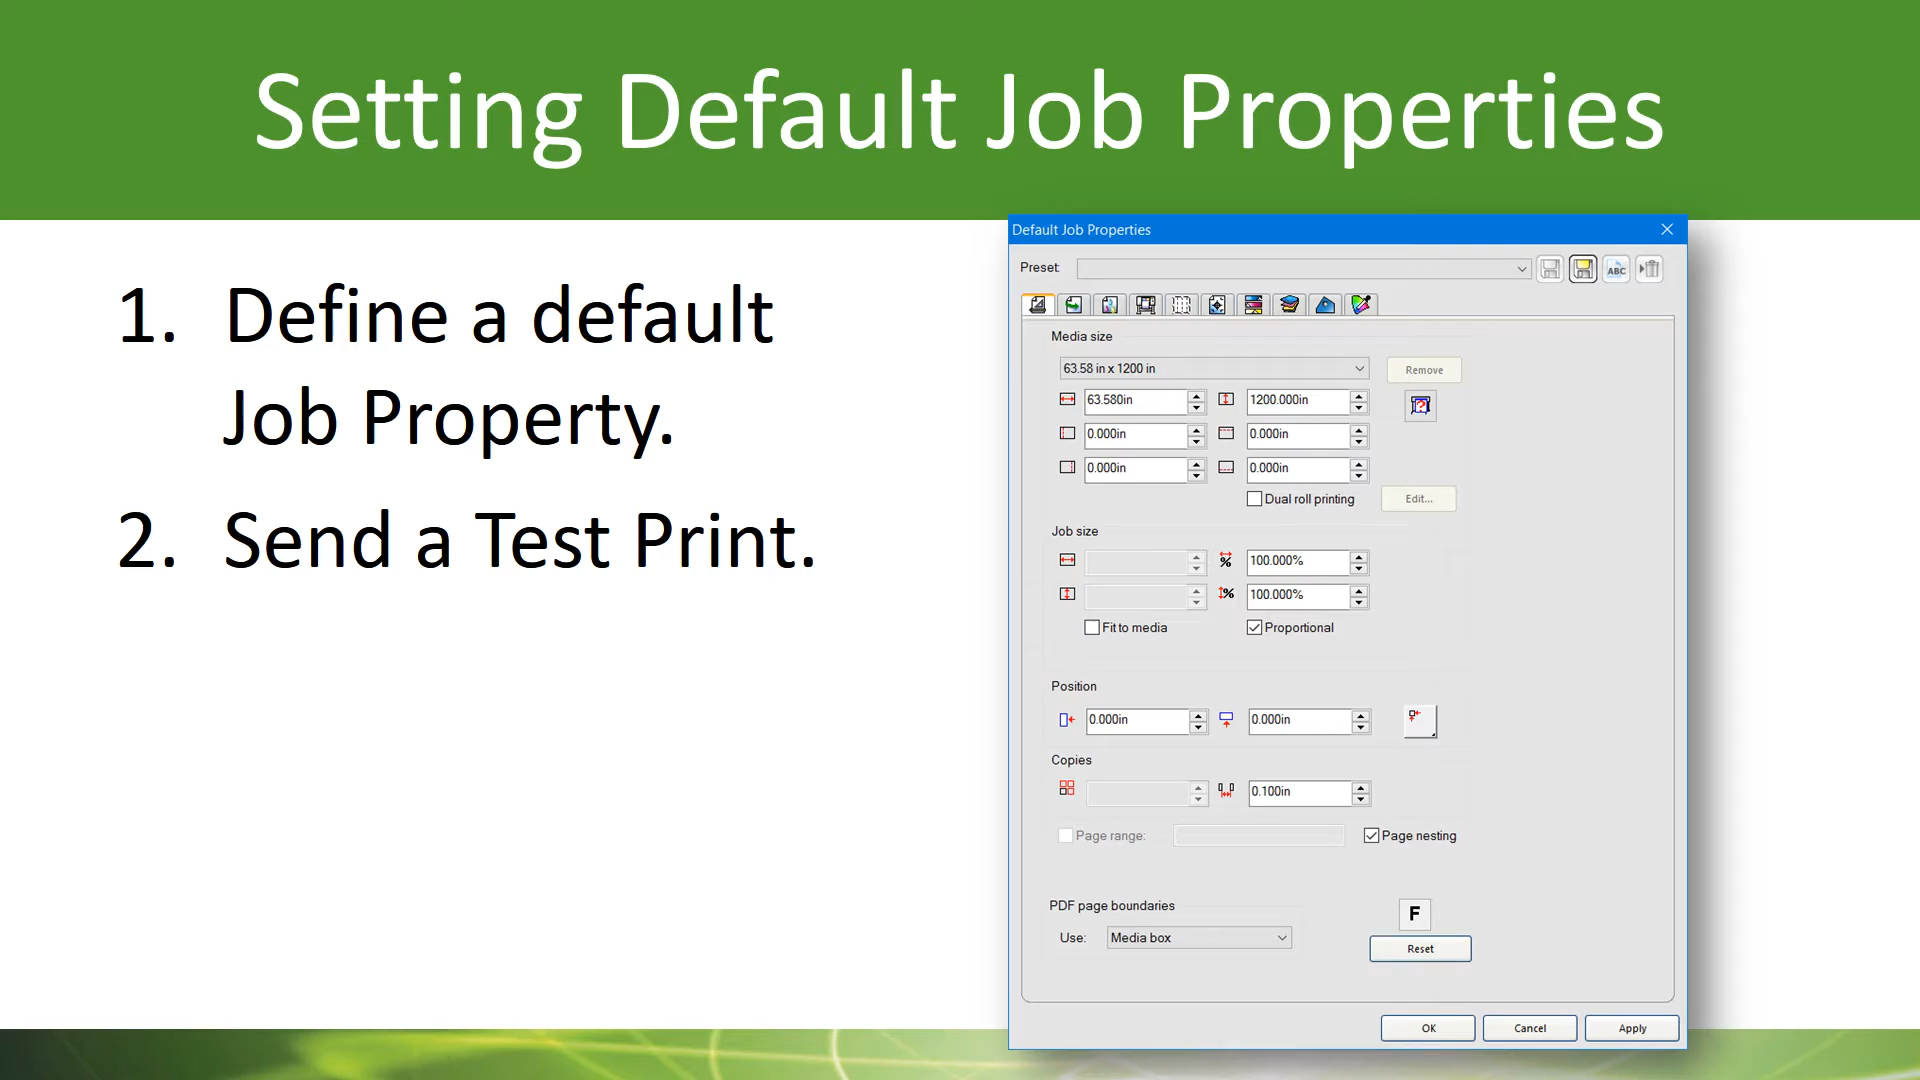 Setting Default Job Properties
1. Define a default
Job Property.
2. Send a Test Print.
Default Job Properties
Preset:
ABC
Media size
63.58 in x 1200 in
Remove
63.580in
1200.000in
?
0.000in
0.000in
0.000in
0.000in
Dual roll printing
Edit...
Job size
%
100.000%
%
100.000%
Fit to media
Proportional
Position
0.000in
0.000in
Copies
0.100in
Page range:
Page nesting
PDF page boundaries
F
Use:
Media box
Reset
OK
Cancel
Apply